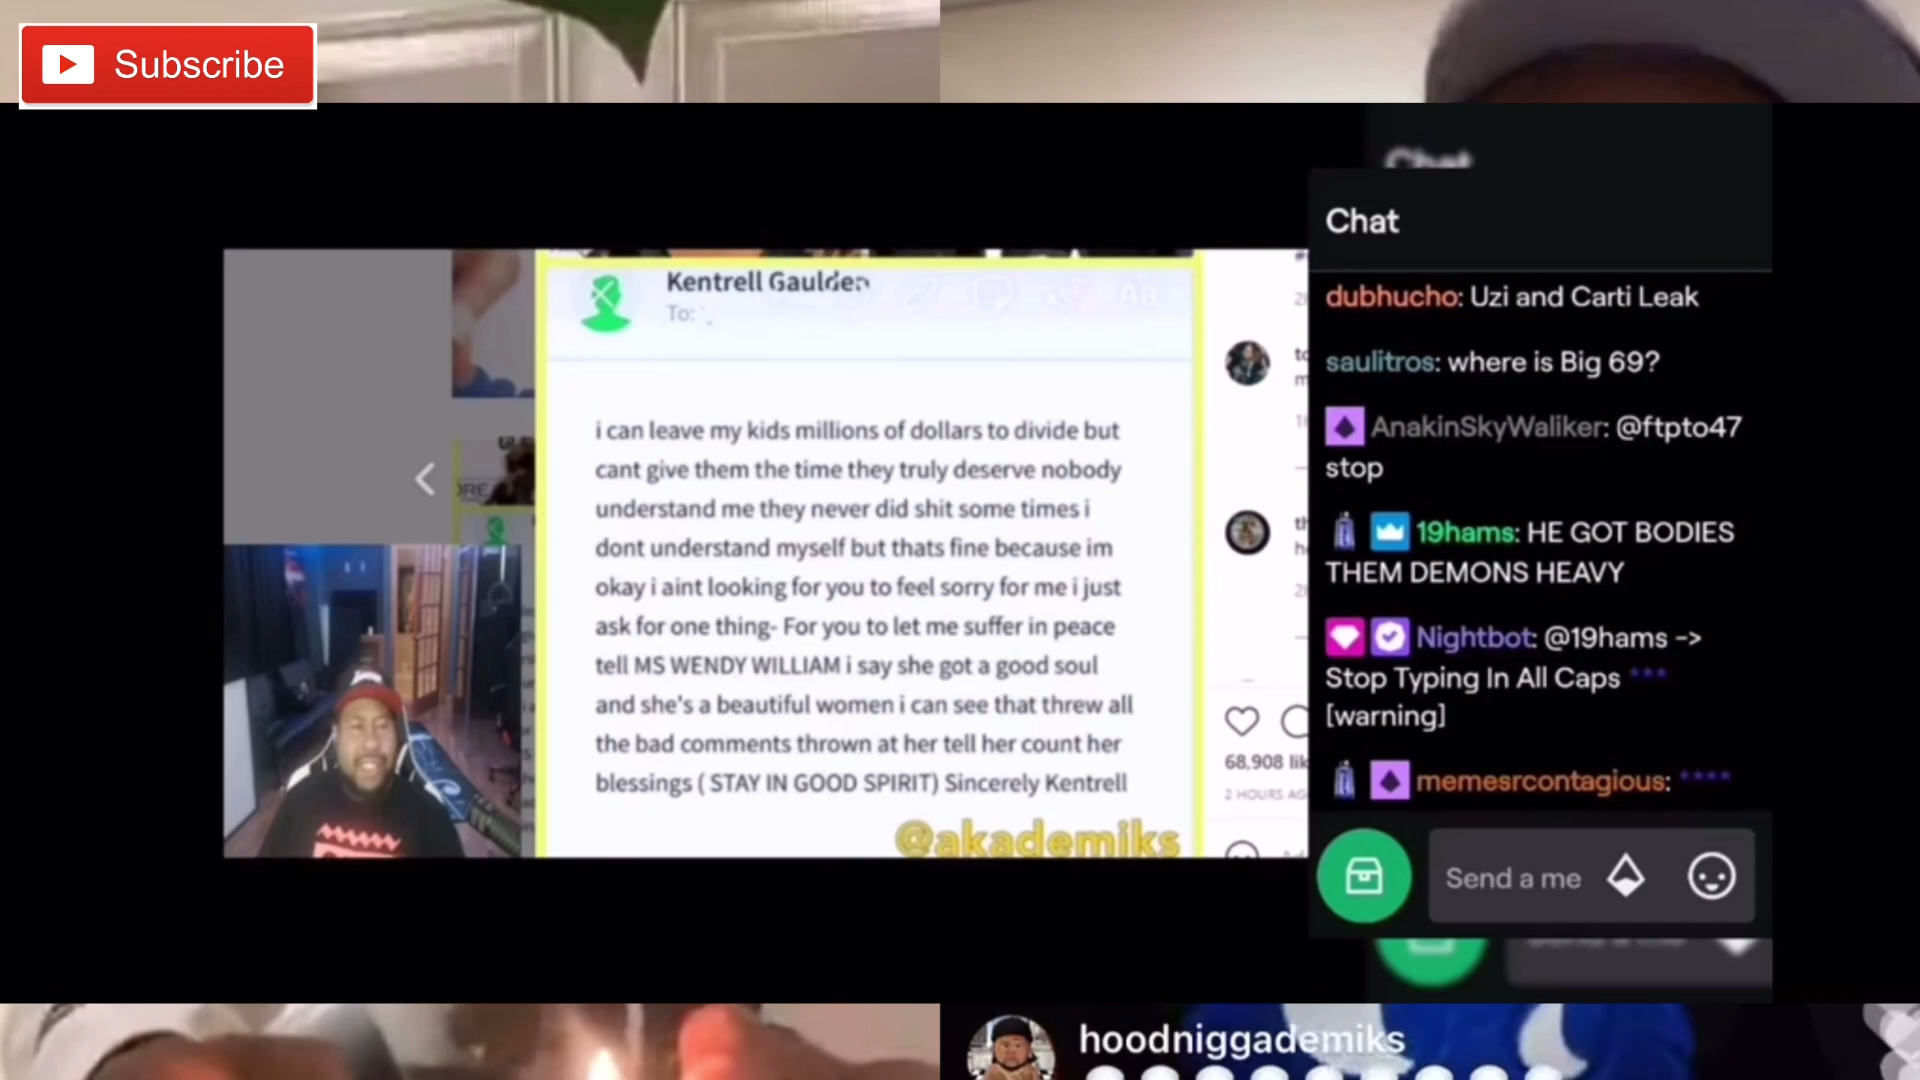 Subscribe
Chat
Chat
Kentrell Gaulden
To:
i can leave my kids millions of dollars to divide but
cant give them the time they truly deserve nobody
understand me they never did shit some times i
dont understand myself but thats fine because im
okay i aint looking for you to feel sorry for me i just
ask for one thing- For you to let me suffer in peace
tell MS WENDY WILLIAM i say she got a good soul
and she's a beautiful women i can see that threw all
the bad comments thrown at her tell her count her
blessings ( STAY IN GOOD SPIRIT) Sincerely Kentrell
@akademiks
Aa
68,908 lik
2 HOURS AG
dubhucho: Uzi and Carti Leak
saulitros: where is Big 69?
AnakinSkyWaliker: @ftpto47
stop
19hams: HE GOT BODIES
THEM DEMONS HEAVY
Nightbot: @19hams ->
Stop Typing In All Caps ***
[warning]
memesrcontagious: ****
Send a me
hoodniggademiks